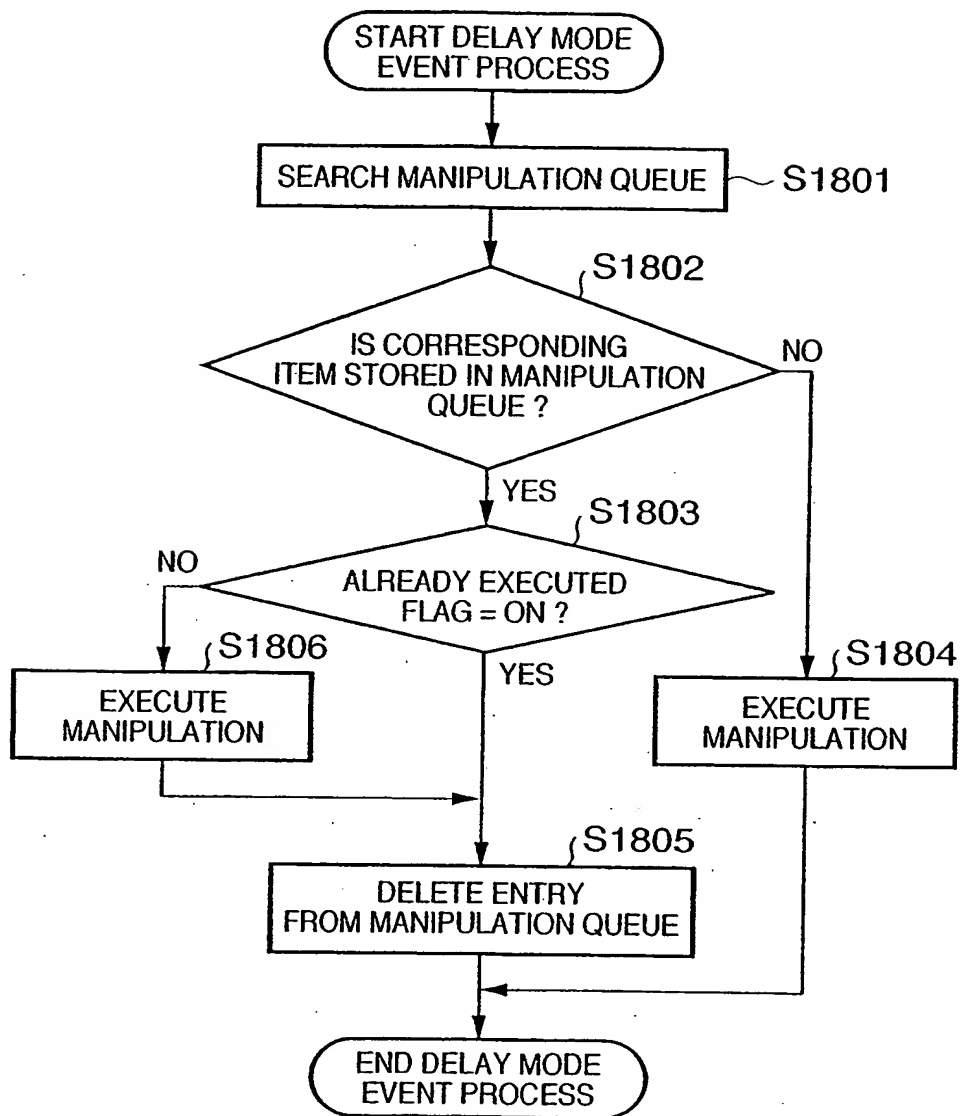 START DELAY MODE
EVENT PROCESS
SEARCH MANIPULATION QUEUE
S1801
S1802
IS CORRESPONDING
ITEM STORED IN MANIPULATION
QUEUE ?
NO
YES
S1803
NO
ALREADY EXECUTED
FLAG = ON ?
YES
S1806
EXECUTE
MANIPULATION
S1804
EXECUTE
MANIPULATION
S1805
DELETE ENTRY
FROM MANIPULATION QUEUE
END DELAY MODE
EVENT PROCESS